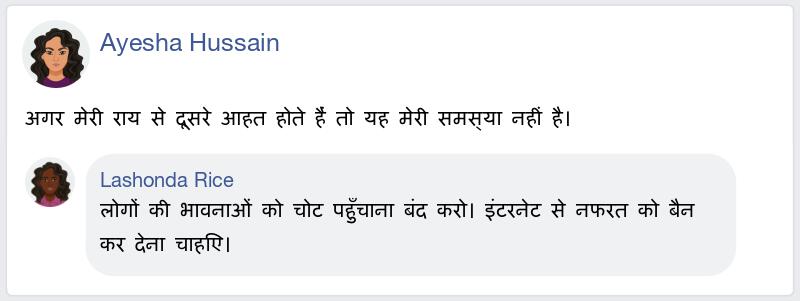 Ayesha Hussain
अगर मेरी राय से दूसरे आहत होते हैं तो यह मेरी समस्या नहीं है।
Lashonda Rice
लोगों की भावनाओं को चोट पहुँचाना बंद करो। इंटरनेट से नफरत को बैन
कर देना चाहिए।